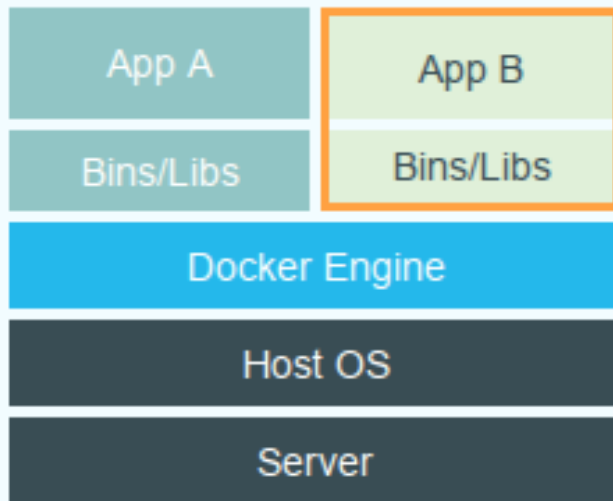 App A
App B
Bins/Libs
Bins/Libs
Docker Engine
Host OS
Server